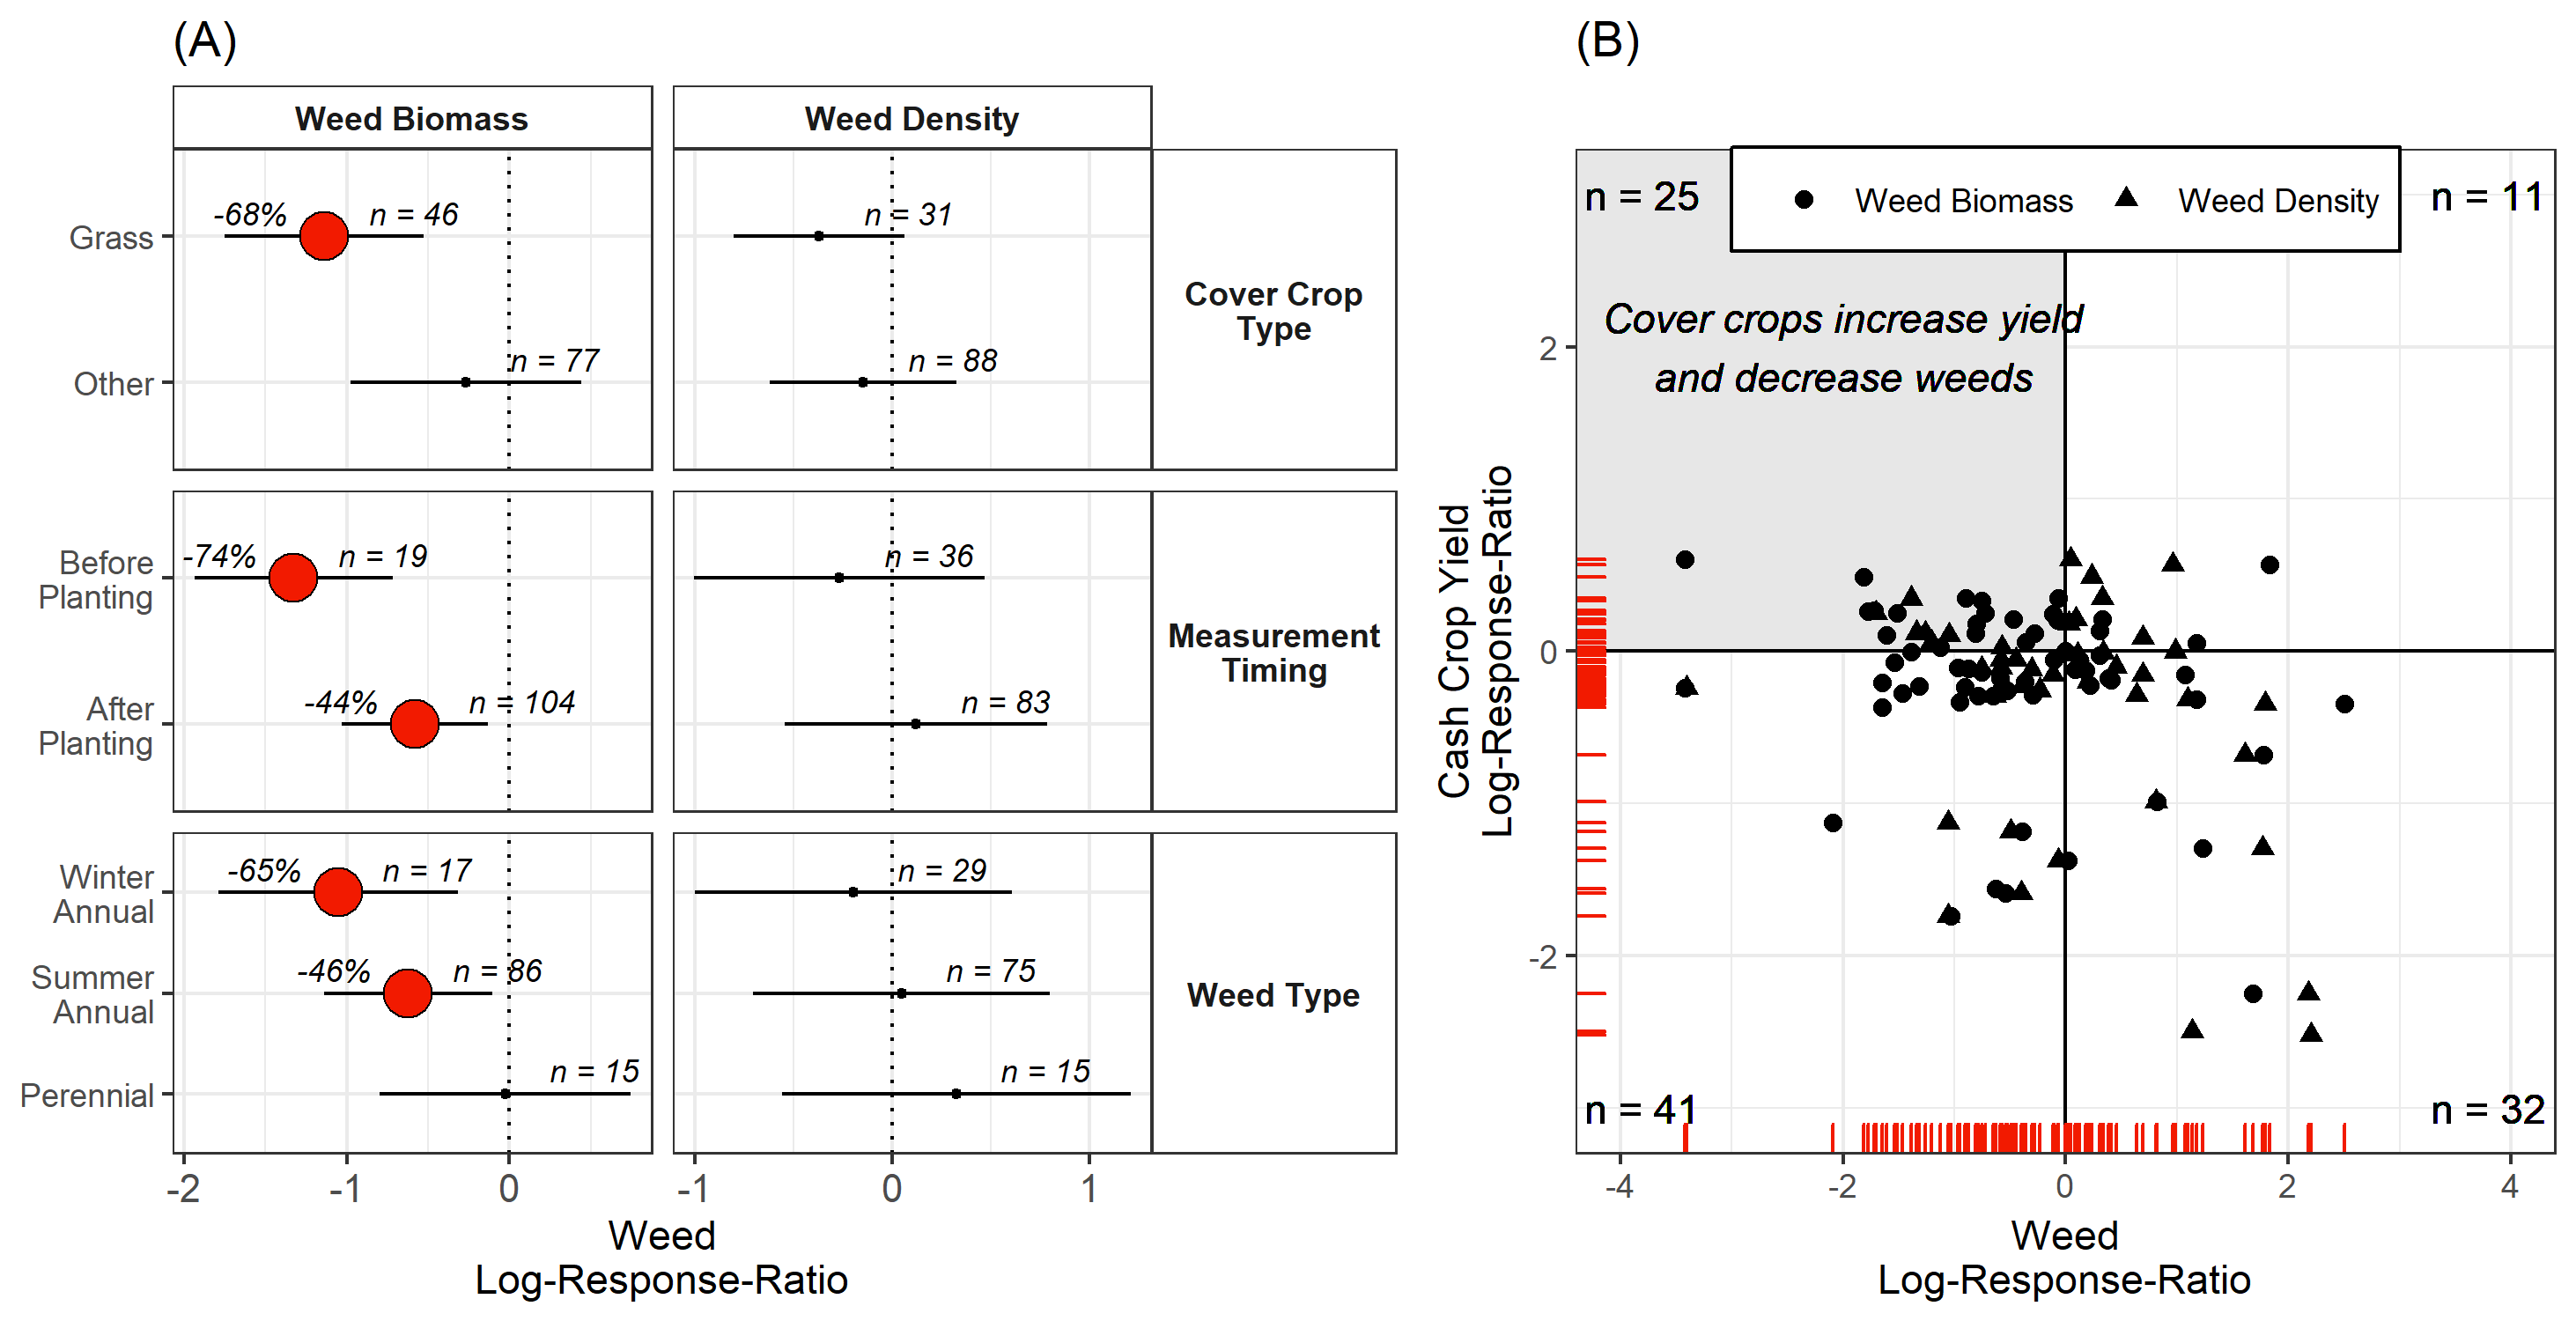 (A)
Weed Biomass
Weed Density
Grass
-68%
n = 46
n = 31
Other
n = 77
n = 88
Cover Crop
Type
Before
Planting
-74%
n = 19
n = 36
After
Planting
-44%
n = 104
n = 83
Measurement
Timing
Winter
Annual
-65%
n = 17
n = 29
Summer
Annual
-46%
n = 86
n = 75
Perennial
n = 15
n = 15
Weed Type
-2
-1
0
-1
0
1
Weed
Log-Response-Ratio
(B)
n = 25
Weed Biomass
Weed Density
n = 11
Cover crops increase yield
and decrease weeds
Cash Crop Yield
Log-Response-Ratio
2
0
-2
n = 41
n = 32
-4
-2
0
2
4
Weed
Log-Response-Ratio